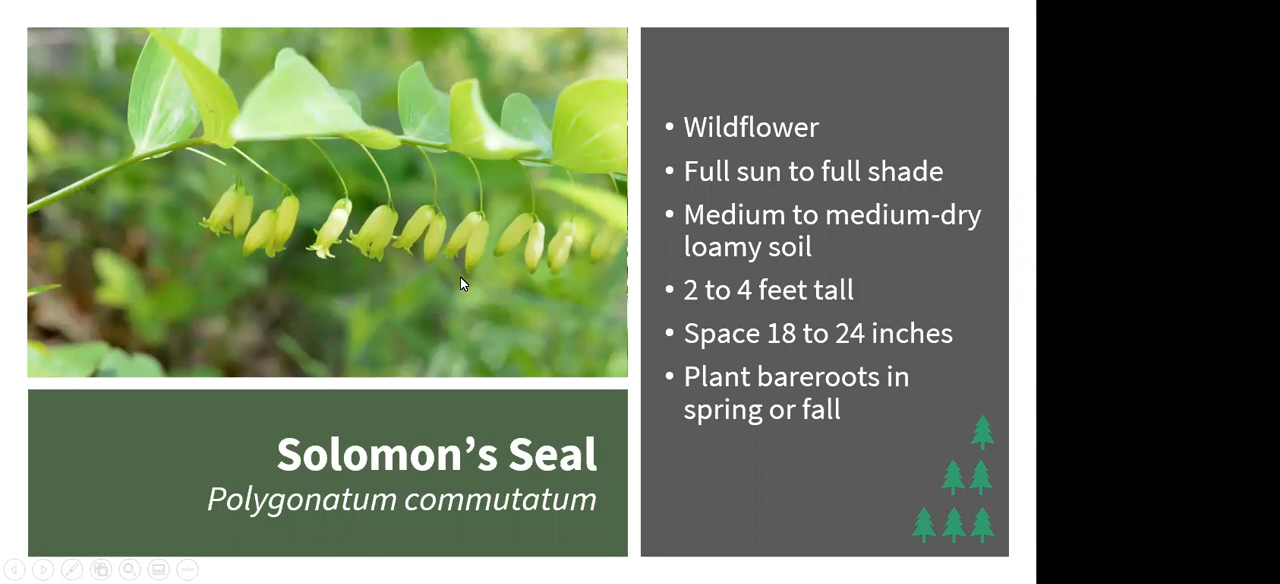 Solomon’s Seal
Polygonatum commutatum
• Wildflower
• Full sun to full shade
• Medium to medium-dry
loamy soil
• 2 to 4 feet tall
• Space 18 to 24 inches
• Plant bareroots in
spring or fall